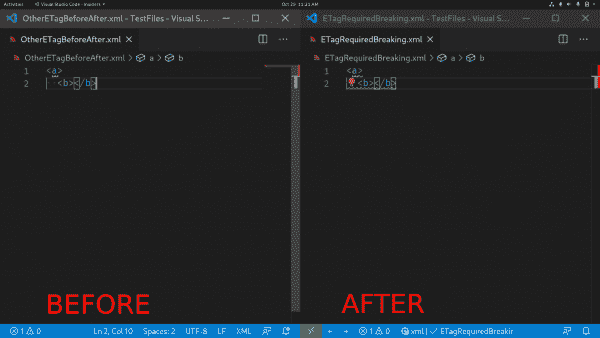 Activities Visual Studio Code - Insiders Oct 23 11:21 AM
OtherETagBeforeAfter.xml - TestFiles - Visual S...
OtherETagBeforeAfter.xml ×
OtherETagBeforeAfter.xml > a > b
1 <a>
2 <b></b>
BEFORE
1 0 Ln 2, Col 10 Spaces: 2 UTF-8 LF XML
ETagRequiredBreaking.xml - TestFiles - Visual S...
ETagRequiredBreaking.xml ×
ETagRequiredBreaking.xml > a > b
1 <a>
2 <b></b>
AFTER
1 0 xml | ✓ ETagRequiredBreakir